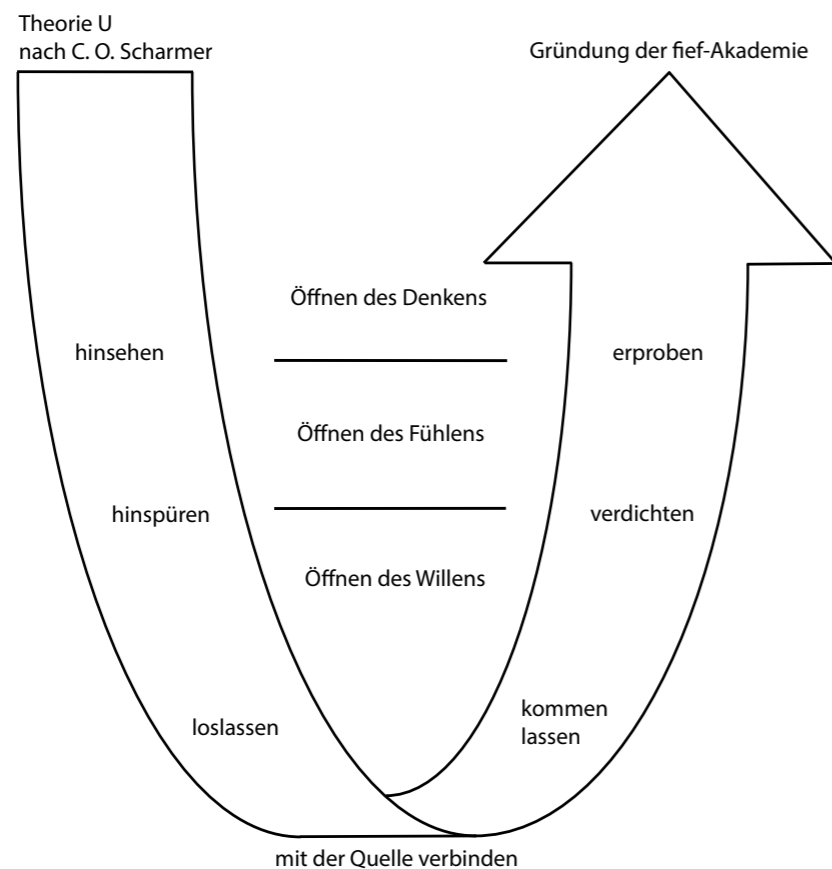 Theorie U
nach C. O. Scharmer
Gründung der fief-Akademie
Öffnen des Denkens
hinsehen
erproben
Öffnen des Fühlens
hinspüren
verdichten
Öffnen des Willens
loslassen
kommen
lassen
mit der Quelle verbinden